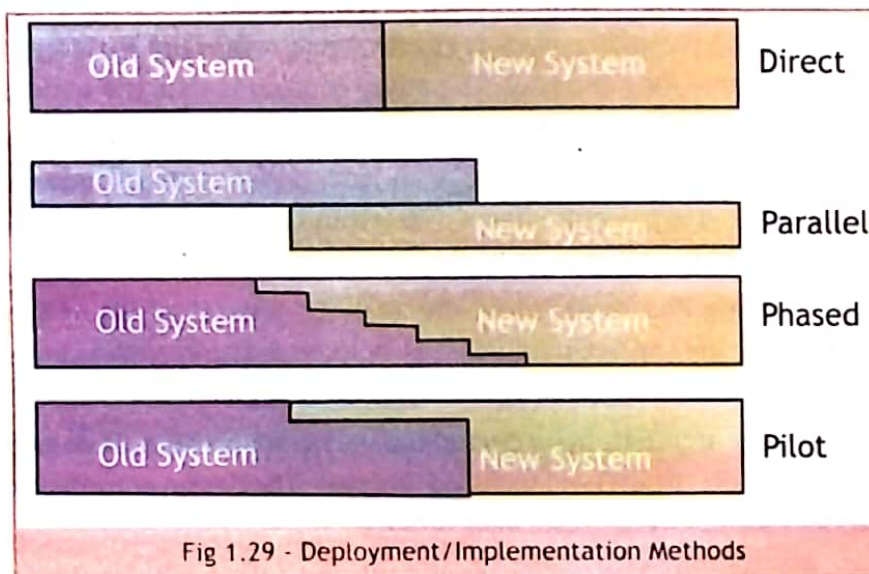 Old System New System Direct
Old System
New System Parallel
Old System New System Phased
Old System New System Pilot
Fig 1.29 - Deployment/Implementation Methods